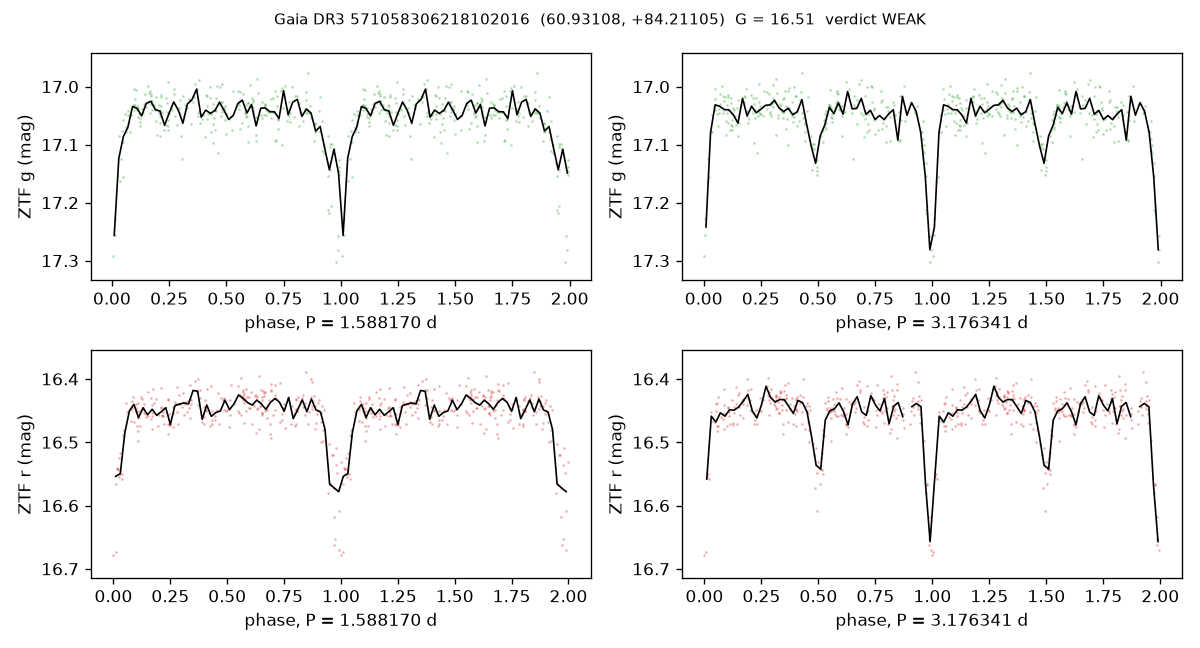 Gaia DR3 571058306218102016 (60.93108, +84.21105) G = 16.51 verdict WEAK
ZTF g (mag)
17.0
17.1
17.2
17.3
0.00 0.25 0.50 0.75 1.00 1.25 1.50 1.75 2.00
phase, P = 1.588170 d
ZTF g (mag)
17.0
17.1
17.2
17.3
0.00 0.25 0.50 0.75 1.00 1.25 1.50 1.75 2.00
phase, P = 3.176341 d
ZTF r (mag)
16.4
16.5
16.6
16.7
0.00 0.25 0.50 0.75 1.00 1.25 1.50 1.75 2.00
phase, P = 1.588170 d
ZTF r (mag)
16.4
16.5
16.6
16.7
0.00 0.25 0.50 0.75 1.00 1.25 1.50 1.75 2.00
phase, P = 3.176341 d